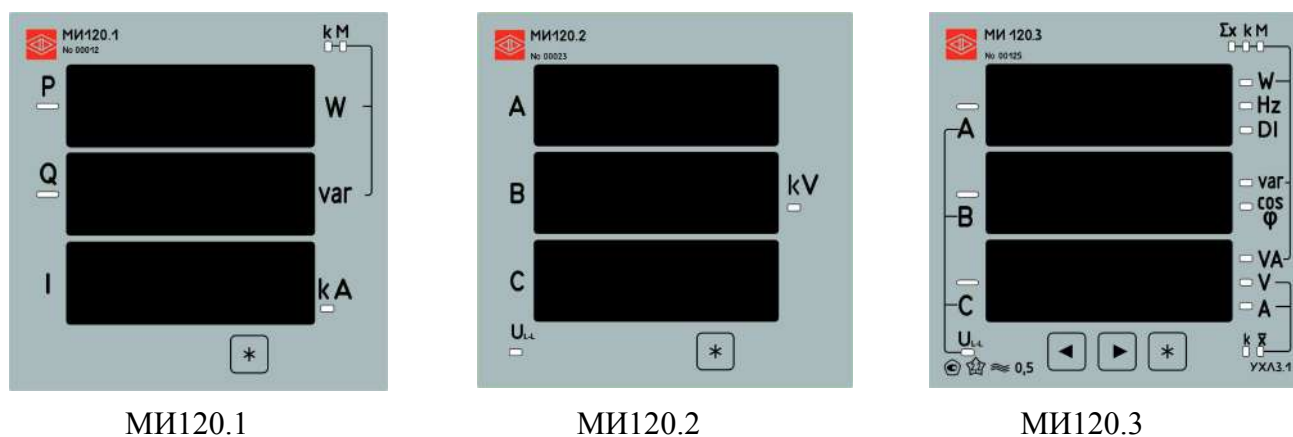 МИ120.1
No 00012
k M
P
W
Q
var
I
k A
*
МИ120.2
No 00023
A
B
kV
C
UL-L
*
МИ 120.3
No 00125
Σx k M
W
Hz
DI
A
var
cos φ
B
VA
V
A
C
UL-L
k x̄
◄ ► *
0,5
УХЛ3.1
МИ120.1
МИ120.2
МИ120.3